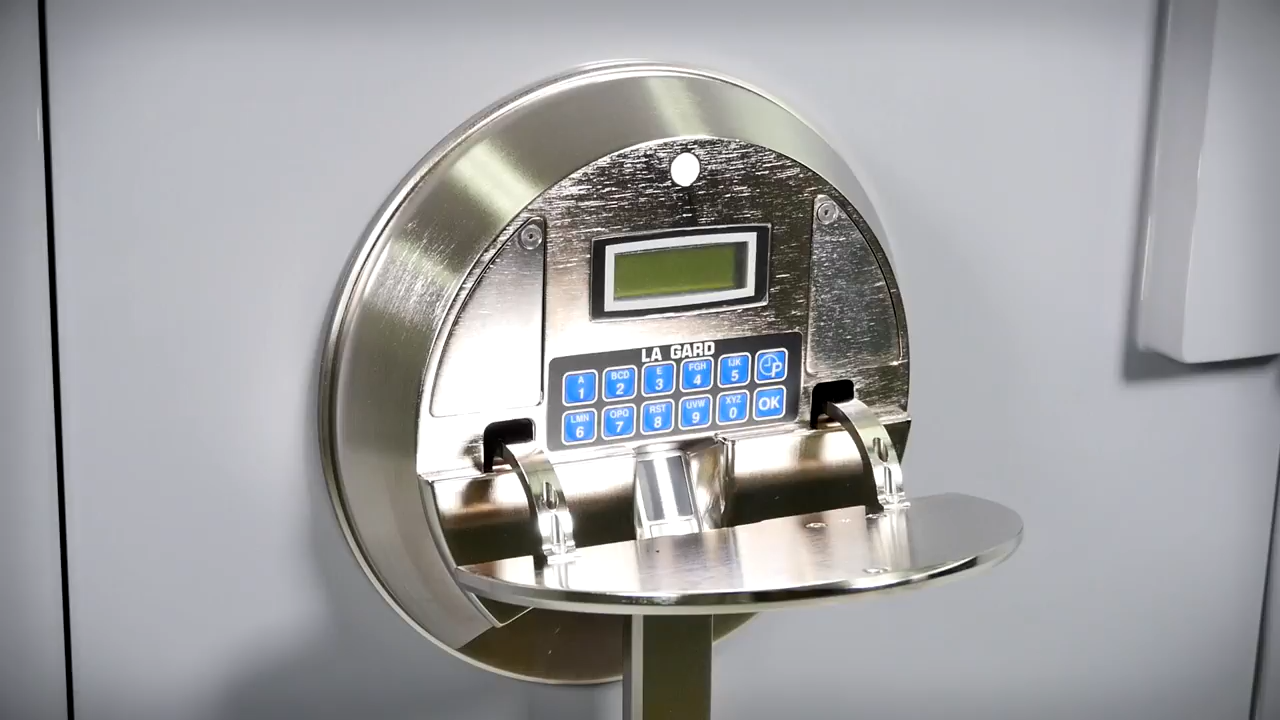 LA GARD
A BCD E FGH IJK
1 2 3 4 5 P
LMN OPQ RST UVW XYZ
6 7 8 9 0 OK